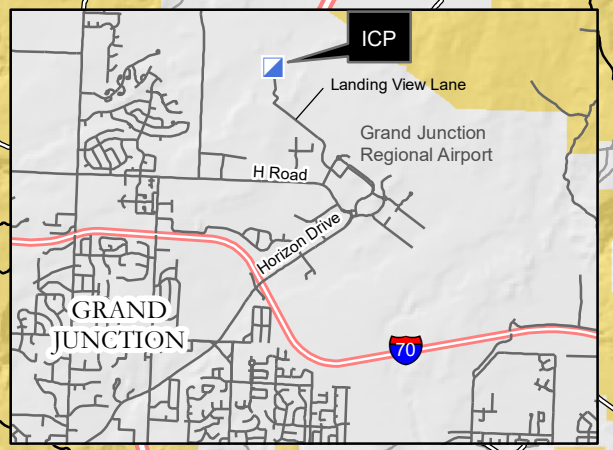 ICP
Landing View Lane
Grand Junction
Regional Airport
H Road
Horizon Drive
GRAND
JUNCTION
70